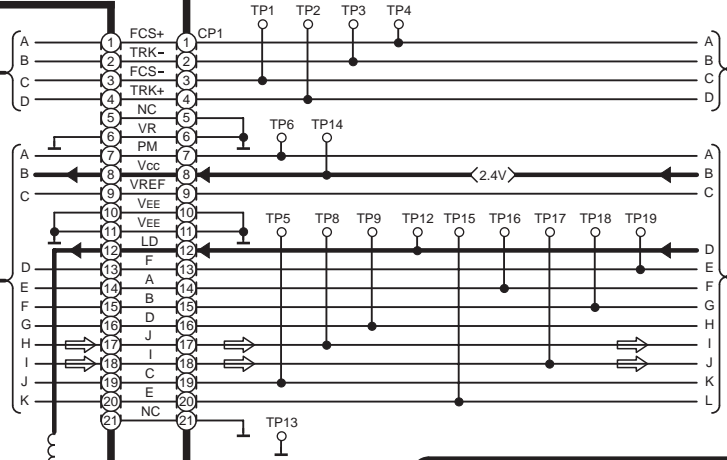 TP1 TP2 TP3 TP4
A 1 FCS+ 1 CP1 A
B 2 TRK− 2 B
C 3 FCS− 3 C
D 4 TRK+ 4 D
5 NC 5
6 VR 6 TP6 TP14
A 7 PM 7 A
B 8 Vcc 8 2.4V B
C 9 VREF 9 C
10 VEE 10
11 VEE 11 TP5 TP8 TP9 TP12 TP15 TP16 TP17 TP18 TP19
12 LD 12 D
D 13 F 13 E
E 14 A 14 F
F 15 B 15 G
G 16 D 16 H
H 17 J 17 I
I 18 I 18 J
J 19 C 19 K
K 20 E 20 L
21 NC 21 TP13